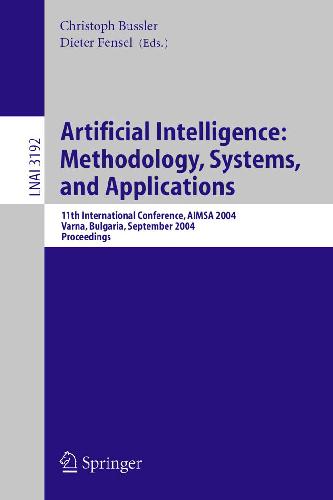 Christoph Bussler
Dieter Fensel (Eds.)
LNAI 3192
Artificial Intelligence:
Methodology, Systems,
and Applications
11th International Conference, AIMSA 2004
Varna, Bulgaria, September 2004
Proceedings
Springer